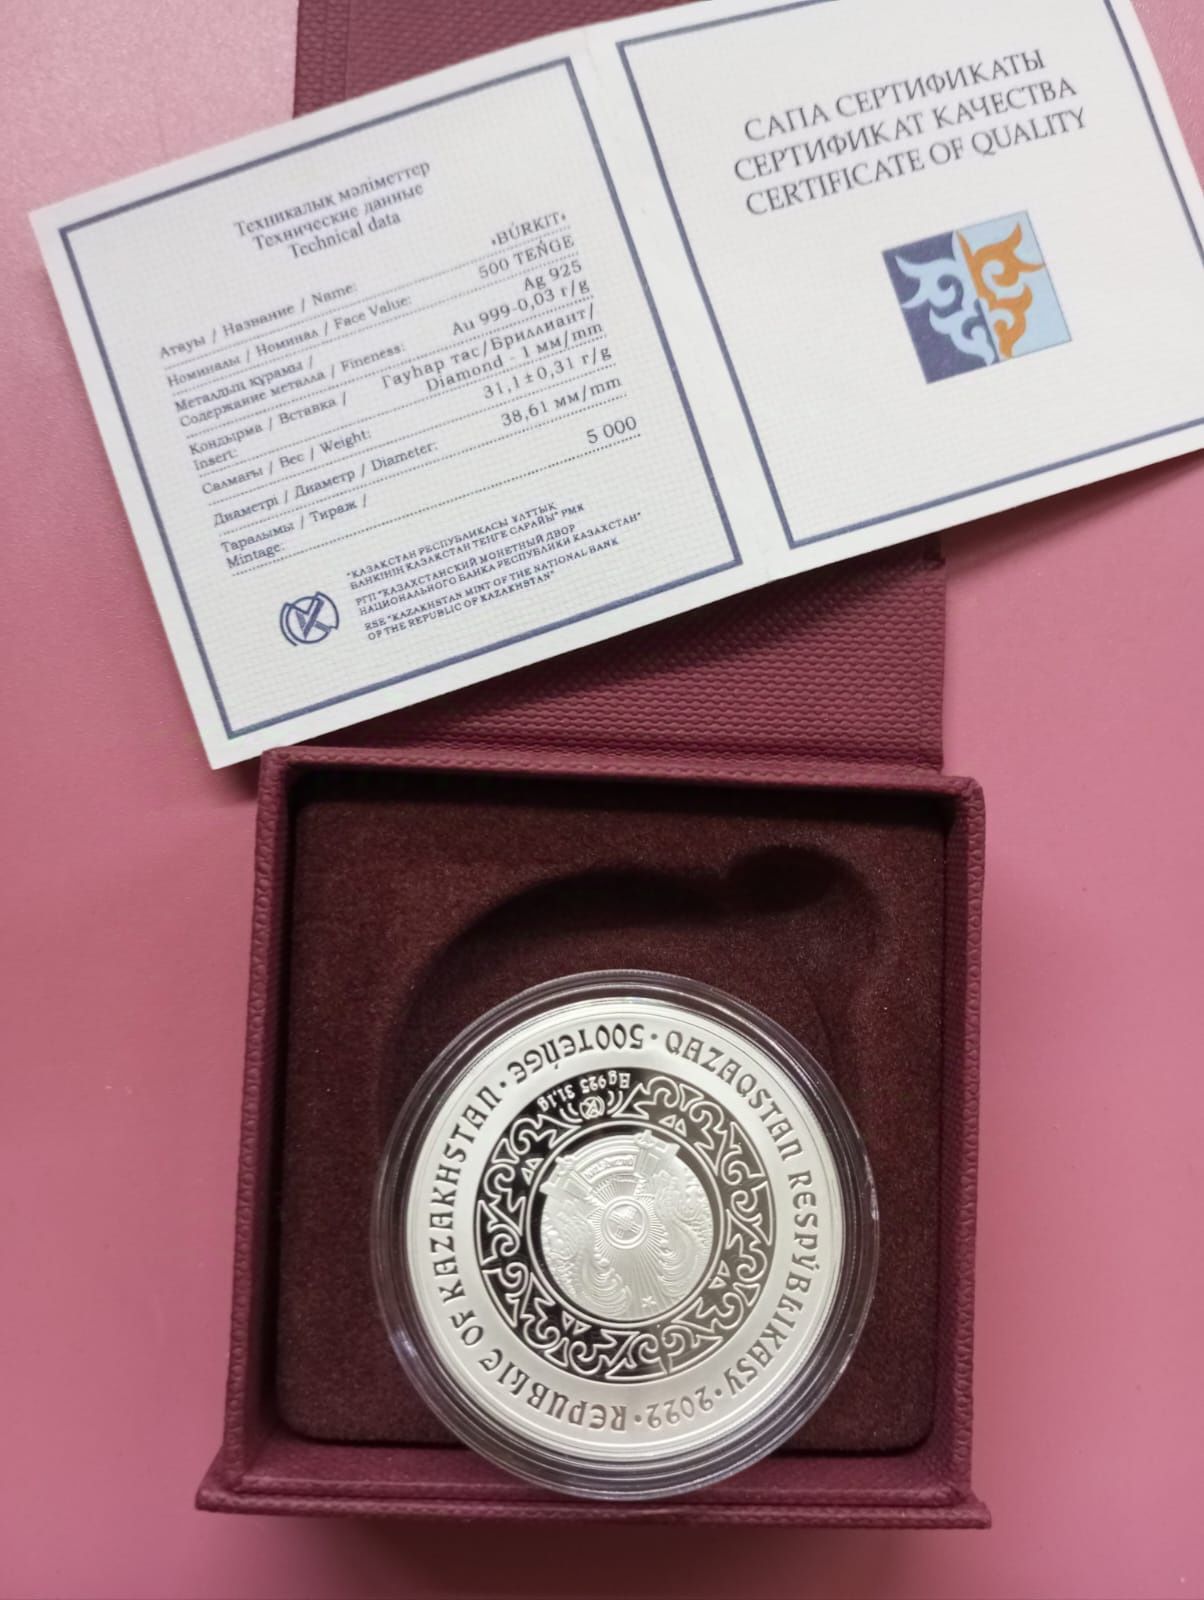 Техникалық мәліметтер
Технические данные
Technical data
Атауы / Название / Name: «BÚRKIT»
Номиналы / Номинал / Face Value: 500 TEŃGE
Металдың құрамы /
Содержание металла / Fineness: Ag 925
Au 999-0,03 г/g
Кондырма / Вставка /
Insert: Гауһар тас/Бриллиант/
Diamond - 1 мм/mm
Салмағы / Вес / Weight: 31,1±0,31 г/g
Диаметрі / Диаметр / Diameter: 38,61 мм/mm
Таралымы / Тираж /
Mintage: 5 000
"ҚАЗАҚСТАН РЕСПУБЛИКАСЫ ҰЛТТЫҚ
БАНКІНІҢ ҚАЗАҚСТАН ТЕҢГЕ САРАЙЫ" РМК
РГП "КАЗАХСТАНСКИЙ МОНЕТНЫЙ ДВОР
НАЦИОНАЛЬНОГО БАНКА РЕСПУБЛИКИ КАЗАХСТАН"
RSE "KAZAKHSTAN MINT OF THE NATIONAL BANK
OF THE REPUBLIC OF KAZAKHSTAN"
САПА СЕРТИФИКАТЫ
СЕРТИФИКАТ КАЧЕСТВА
CERTIFICATE OF QUALITY
QAZAQSTAN RESPÝBLIKASY • 2022 • REPUBLIC OF KAZAKHSTAN • 500 TEŃGE •
Ag 925 31,1g